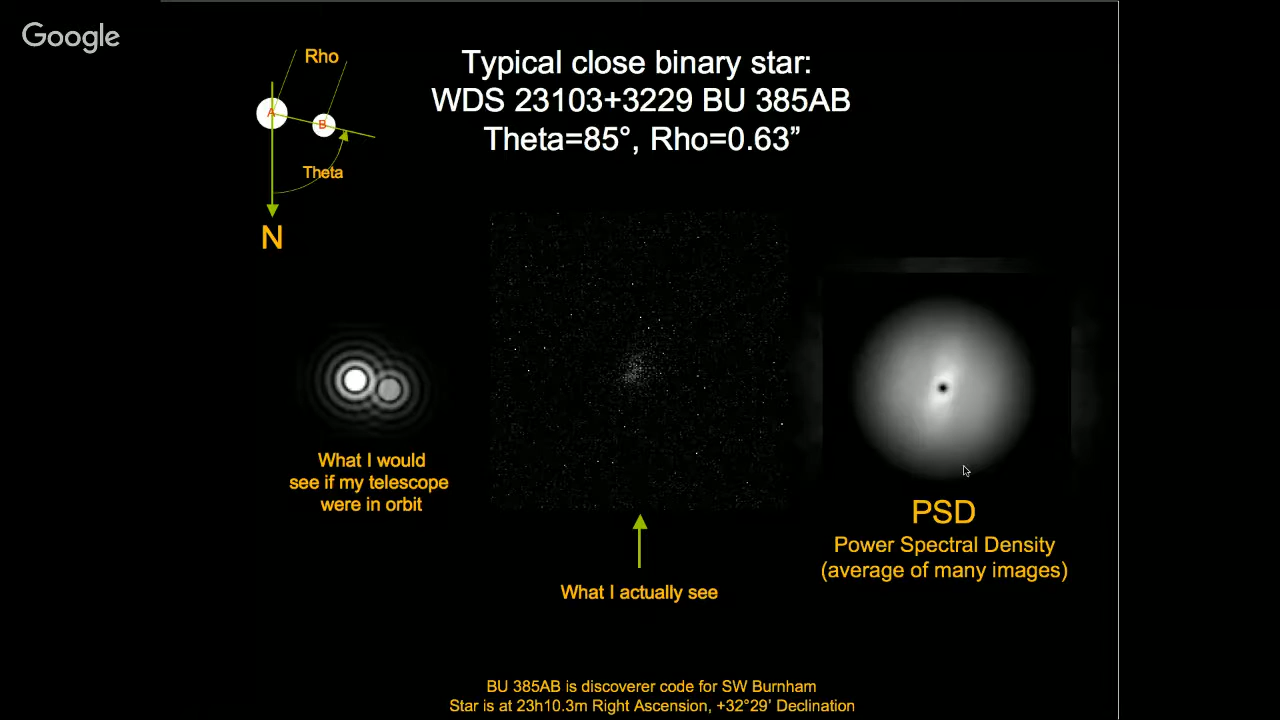 Google
Rho
A
B
Theta
N
Typical close binary star:
WDS 23103+3229 BU 385AB
Theta=85°, Rho=0.63”
What I would
see if my telescope
were in orbit
What I actually see
PSD
Power Spectral Density
(average of many images)
BU 385AB is discoverer code for SW Burnham
Star is at 23h10.3m Right Ascension, +32°29’ Declination